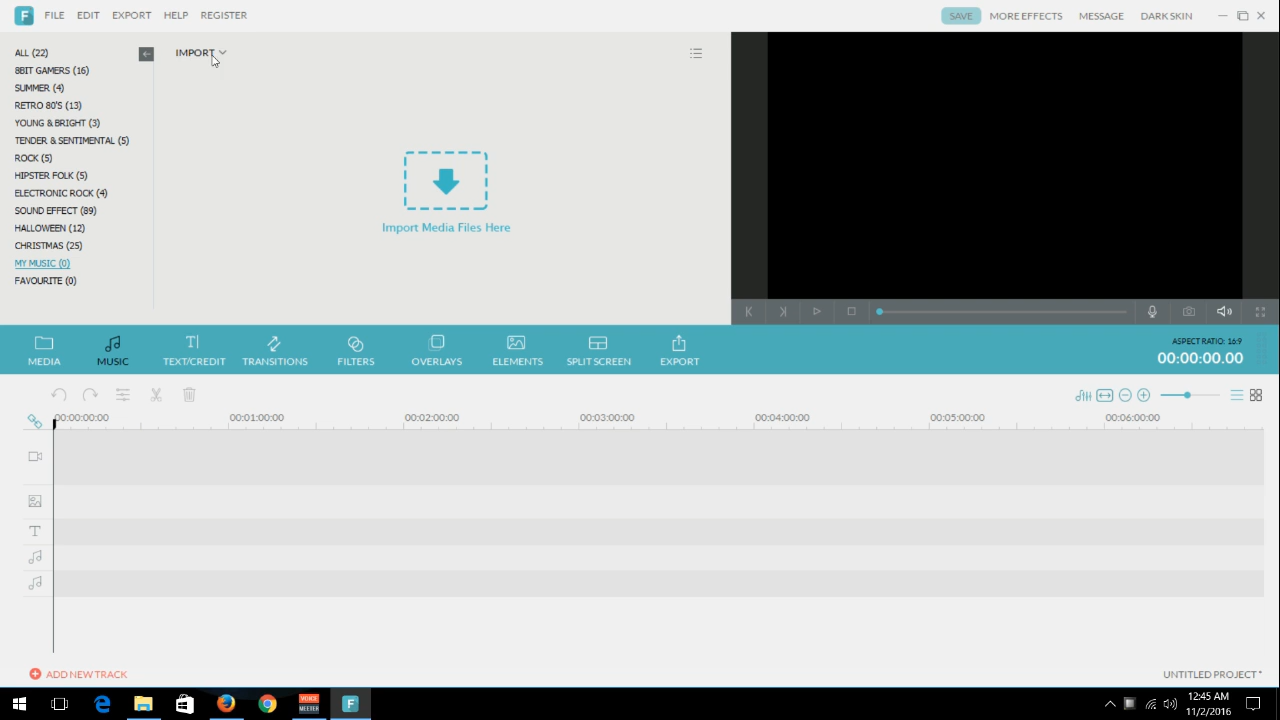 F FILE EDIT EXPORT HELP REGISTER SAVE MORE EFFECTS MESSAGE DARK SKIN
ALL (22)
8BIT GAMERS (16)
SUMMER (4)
RETRO 80'S (13)
YOUNG & BRIGHT (3)
TENDER & SENTIMENTAL (5)
ROCK (5)
HIPSTER FOLK (5)
ELECTRONIC ROCK (4)
SOUND EFFECT (89)
HALLOWEEN (12)
CHRISTMAS (25)
MY MUSIC (0)
FAVOURITE (0)
IMPORT
Import Media Files Here
MEDIA MUSIC TEXT/CREDIT TRANSITIONS FILTERS OVERLAYS ELEMENTS SPLIT SCREEN EXPORT
ASPECT RATIO: 16:9
00:00:00.00
00:00:00:00 00:01:00:00 00:02:00:00 00:03:00:00 00:04:00:00 00:05:00:00 00:06:00:00
T
ADD NEW TRACK
UNTITLED PROJECT *
VOICE
MEETER
F
12:45 AM
11/2/2016